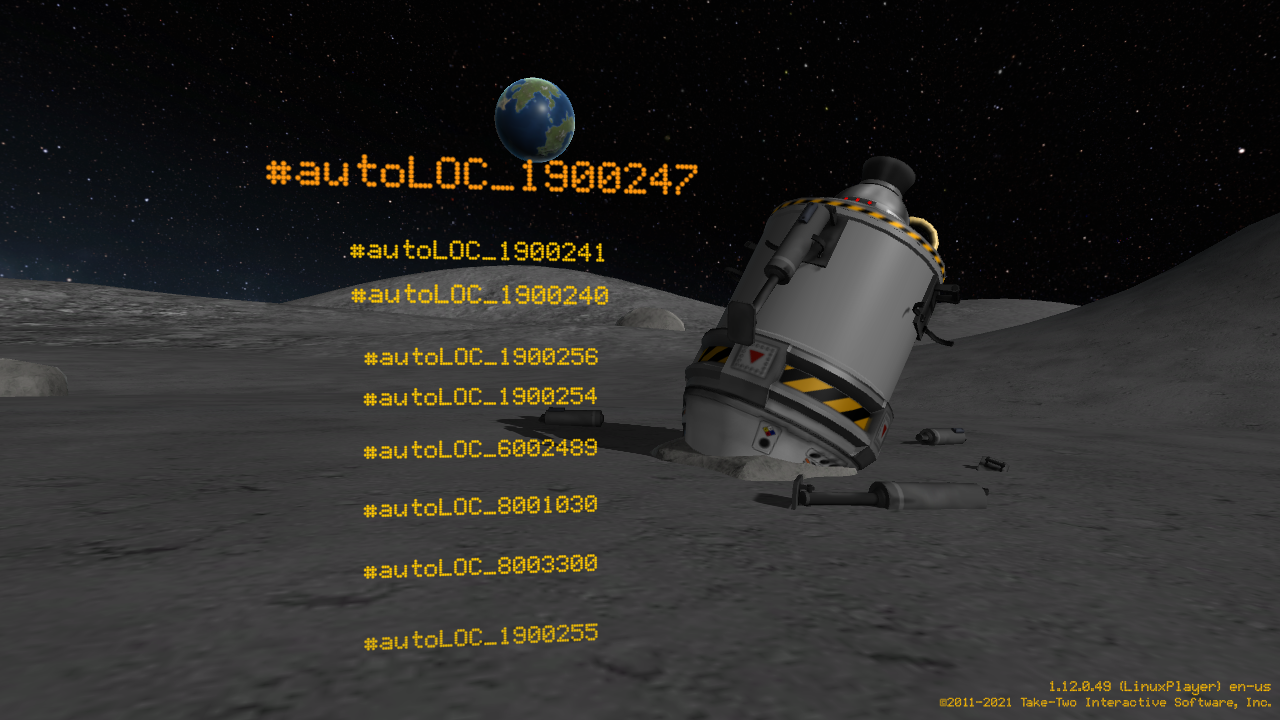 #autoLOC_1900247
#autoLOC_1900241
#autoLOC_1900240
#autoLOC_1900256
#autoLOC_1900254
#autoLOC_6002489
#autoLOC_8001030
#autoLOC_8003300
#autoLOC_1900255
1.12.0.49 (LinuxPlayer) en-us
©2011-2021 Take-Two Interactive Software, Inc.